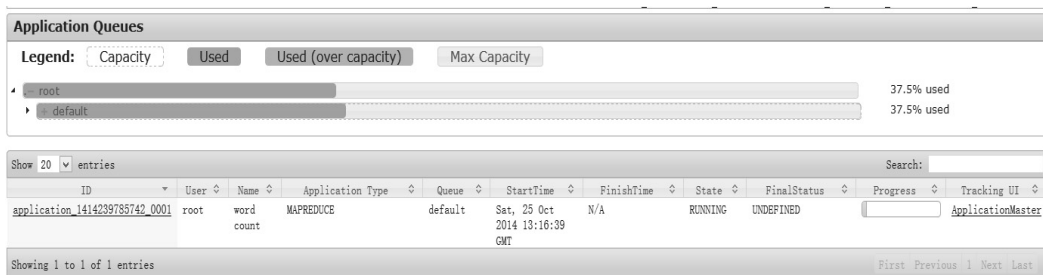 Application Queues
Legend: Capacity Used Used (over capacity) Max Capacity
- root 37.5% used
+ default 37.5% used
Show 20 entries Search:
ID User Name Application Type Queue StartTime FinishTime State FinalStatus Progress Tracking UI
application_1414239785742_0001 root word MAPREDUCE default Sat, 25 Oct N/A RUNNING UNDEFINED ApplicationMaster
count 2014 13:16:39
GMT
Showing 1 to 1 of 1 entries First Previous 1 Next Last